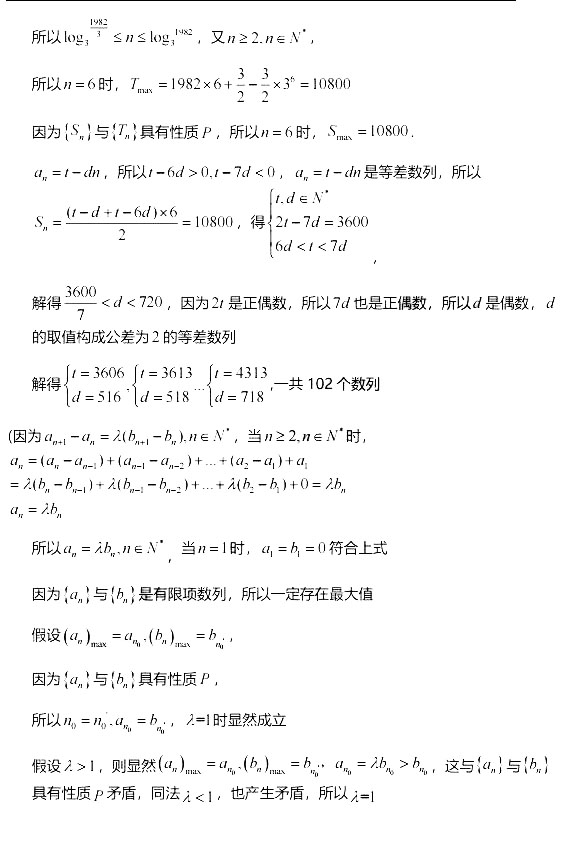 所以 $\log_3^{\frac{1982}{3}} \le n \le \log_3^{1982}$，又 $n \ge 2, n \in N^*$，
所以 $n=6$ 时，$T_{\max} = 1982 \times 6 + \frac{3}{2} - \frac{3}{2} \times 3^6 = 10800$
因为 $\{S_n\}$ 与 $\{T_n\}$ 具有性质 $P$，所以 $n=6$ 时，$S_{\max} = 10800$.
$a_n = t - dn$，所以 $t-6d>0, t-7d<0$，$a_n = t-dn$ 是等差数列，所以
$S_n = \frac{(t-d+t-6d) \times 6}{2} = 10800$，得 $\begin{cases} t, d \in N^* \\ 2t-7d=3600 \\ 6d<t<7d \end{cases}$，
解得 $\frac{3600}{7} < d < 720$，因为 $2t$ 是正偶数，所以 $7d$ 也是正偶数，所以 $d$ 是偶数，$d$
的取值构成公差为 $2$ 的等差数列
解得 $\begin{cases} t=3606 \\ d=516 \end{cases}, \begin{cases} t=3613 \\ d=518 \end{cases} \dots \begin{cases} t=4313 \\ d=718 \end{cases}$,一共 102 个数列
(因为 $a_{n+1}-a_n = \lambda(b_{n+1}-b_n), n \in N^*$，当 $n \ge 2, n \in N^*$ 时，
$a_n = (a_n-a_{n-1})+(a_{n-1}-a_{n-2})+\dots+(a_2-a_1)+a_1$
$= \lambda(b_n-b_{n-1})+\lambda(b_{n-1}-b_{n-2})+\dots+\lambda(b_2-b_1)+0 = \lambda b_n$
$a_n = \lambda b_n$
所以 $a_n = \lambda b_n, n \in N^*$，当 $n=1$ 时，$a_1=b_1=0$ 符合上式
因为 $\{a_n\}$ 与 $\{b_n\}$ 是有限项数列，所以一定存在最大值
假设 $(a_n)_{\max} = a_{n_0}, (b_n)_{\max} = b_{n_0'}$，
因为 $\{a_n\}$ 与 $\{b_n\}$ 具有性质 $P$，
所以 $n_0 = n_0', a_{n_0} = b_{n_0'}$，$\lambda=1$ 时显然成立
假设 $\lambda>1$，则显然 $(a_n)_{\max} = a_{n_0}, (b_n)_{\max} = b_{n_0'}$，$a_{n_0} = \lambda b_{n_0} > b_{n_0}$，这与 $\{a_n\}$ 与 $\{b_n\}$
具有性质 $P$ 矛盾，同法 $\lambda<1$，也产生矛盾，所以 $\lambda=1$